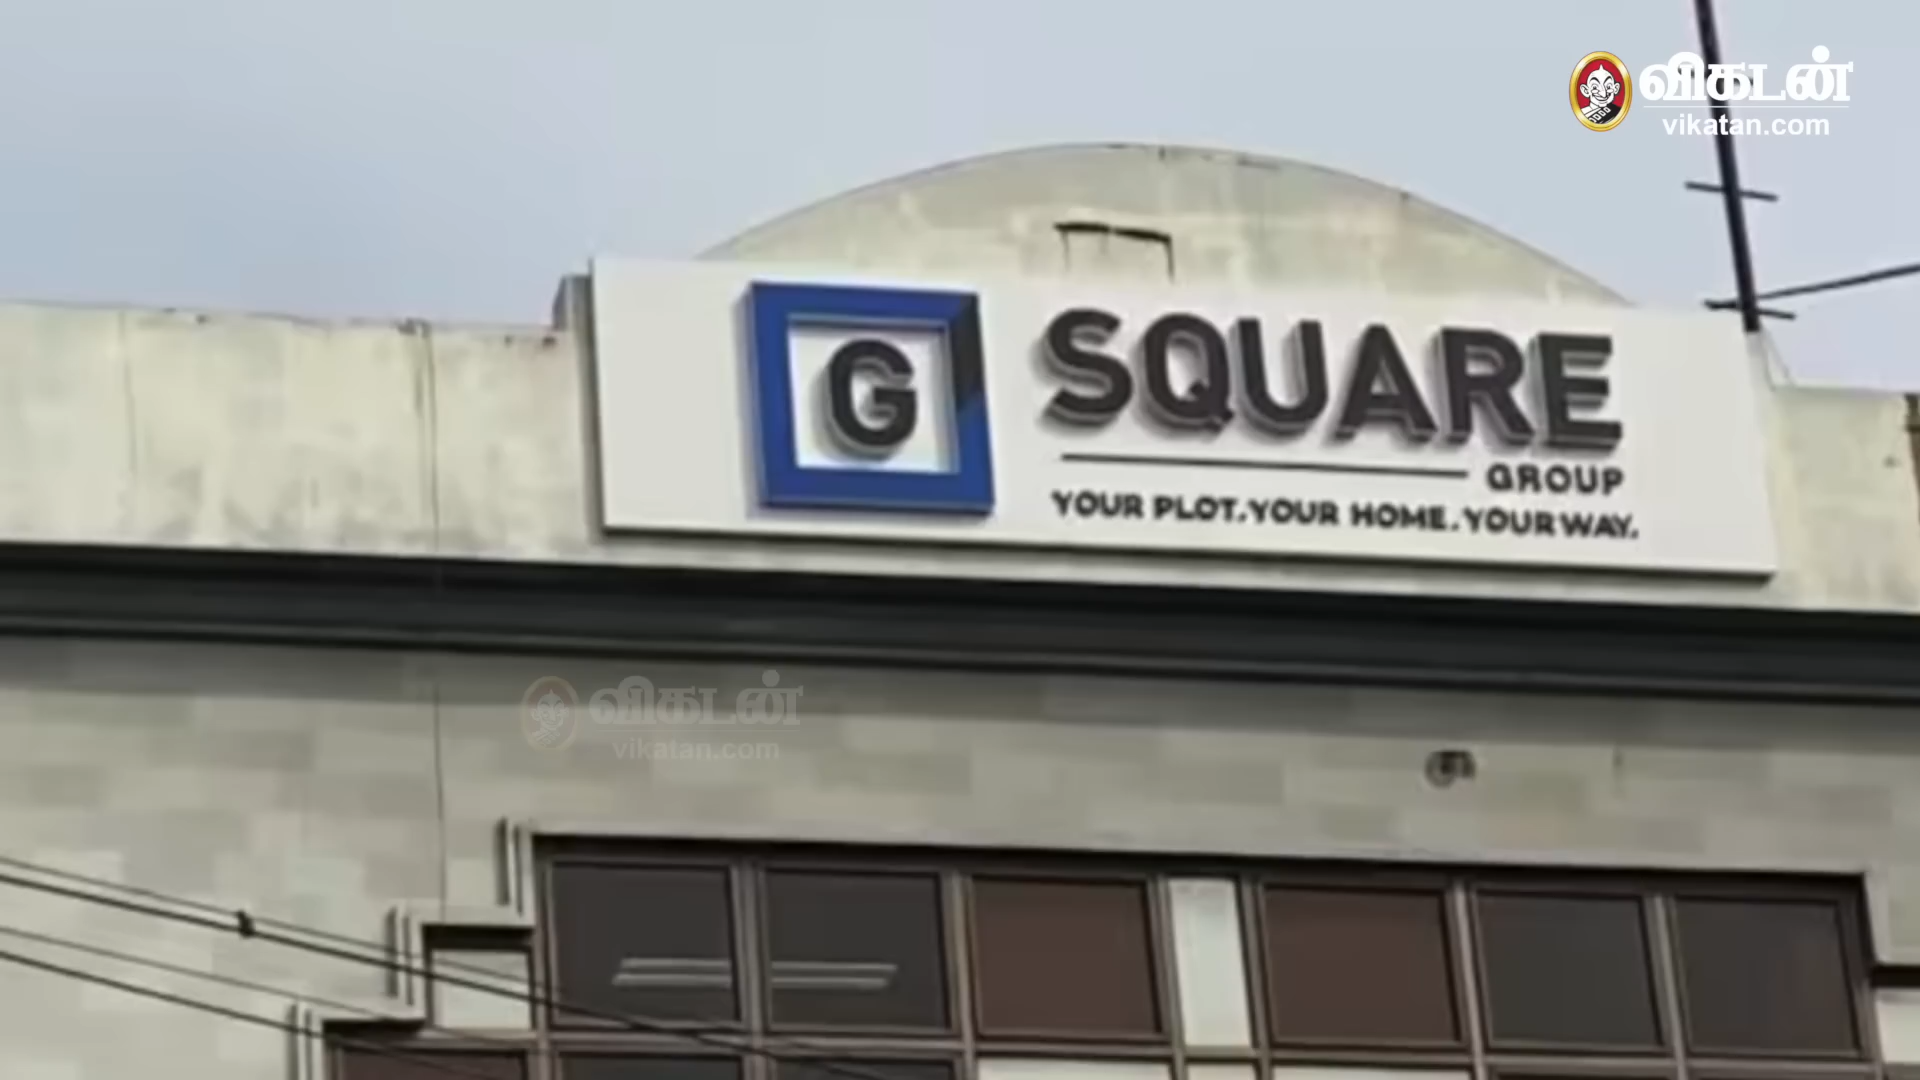 விகடன்
vikatan.com
G SQUARE
GROUP
YOUR PLOT.YOUR HOME.YOUR WAY.
விகடன்
vikatan.com